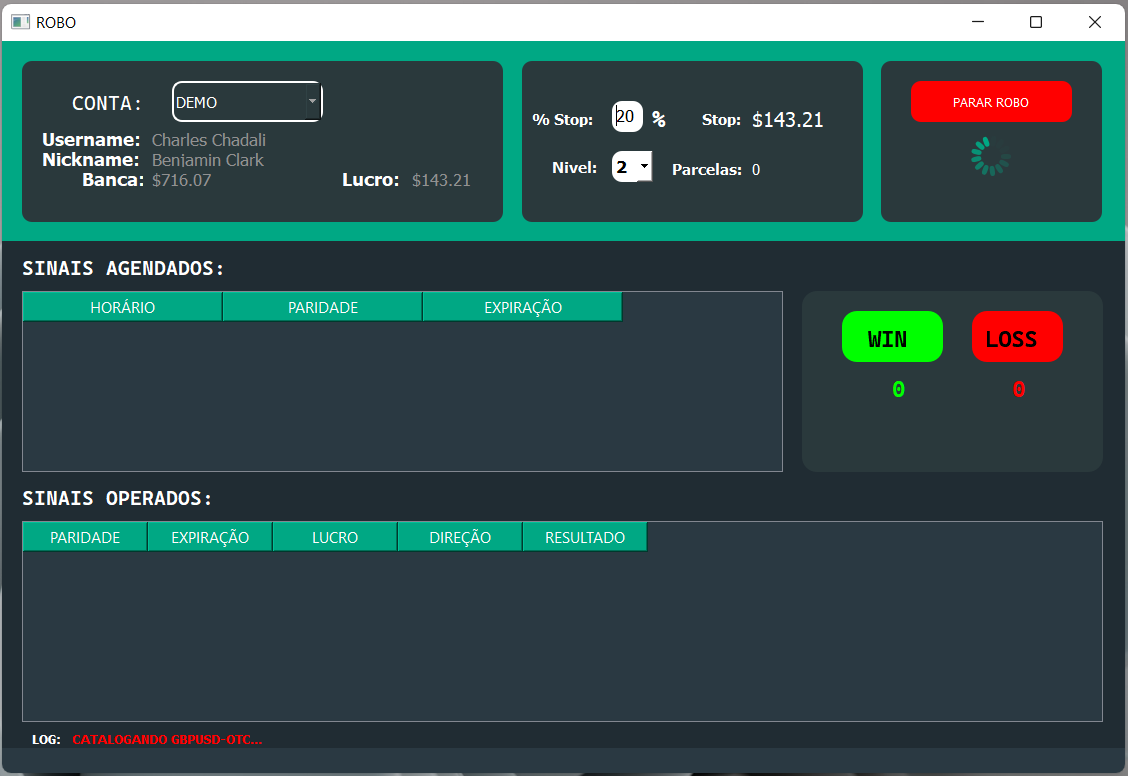 ROBO
CONTA: DEMO
Username: Charles Chadali
Nickname: Benjamin Clark
Banca: $716.07 Lucro: $143.21
% Stop: 20 % Stop: $143.21
Nivel: 2 Parcelas: 0
PARAR ROBO
SINAIS AGENDADOS:
HORÁRIO PARIDADE EXPIRAÇÃO
WIN LOSS
0 0
SINAIS OPERADOS:
PARIDADE EXPIRAÇÃO LUCRO DIREÇÃO RESULTADO
LOG: CATALOGANDO GBPUSD-OTC...